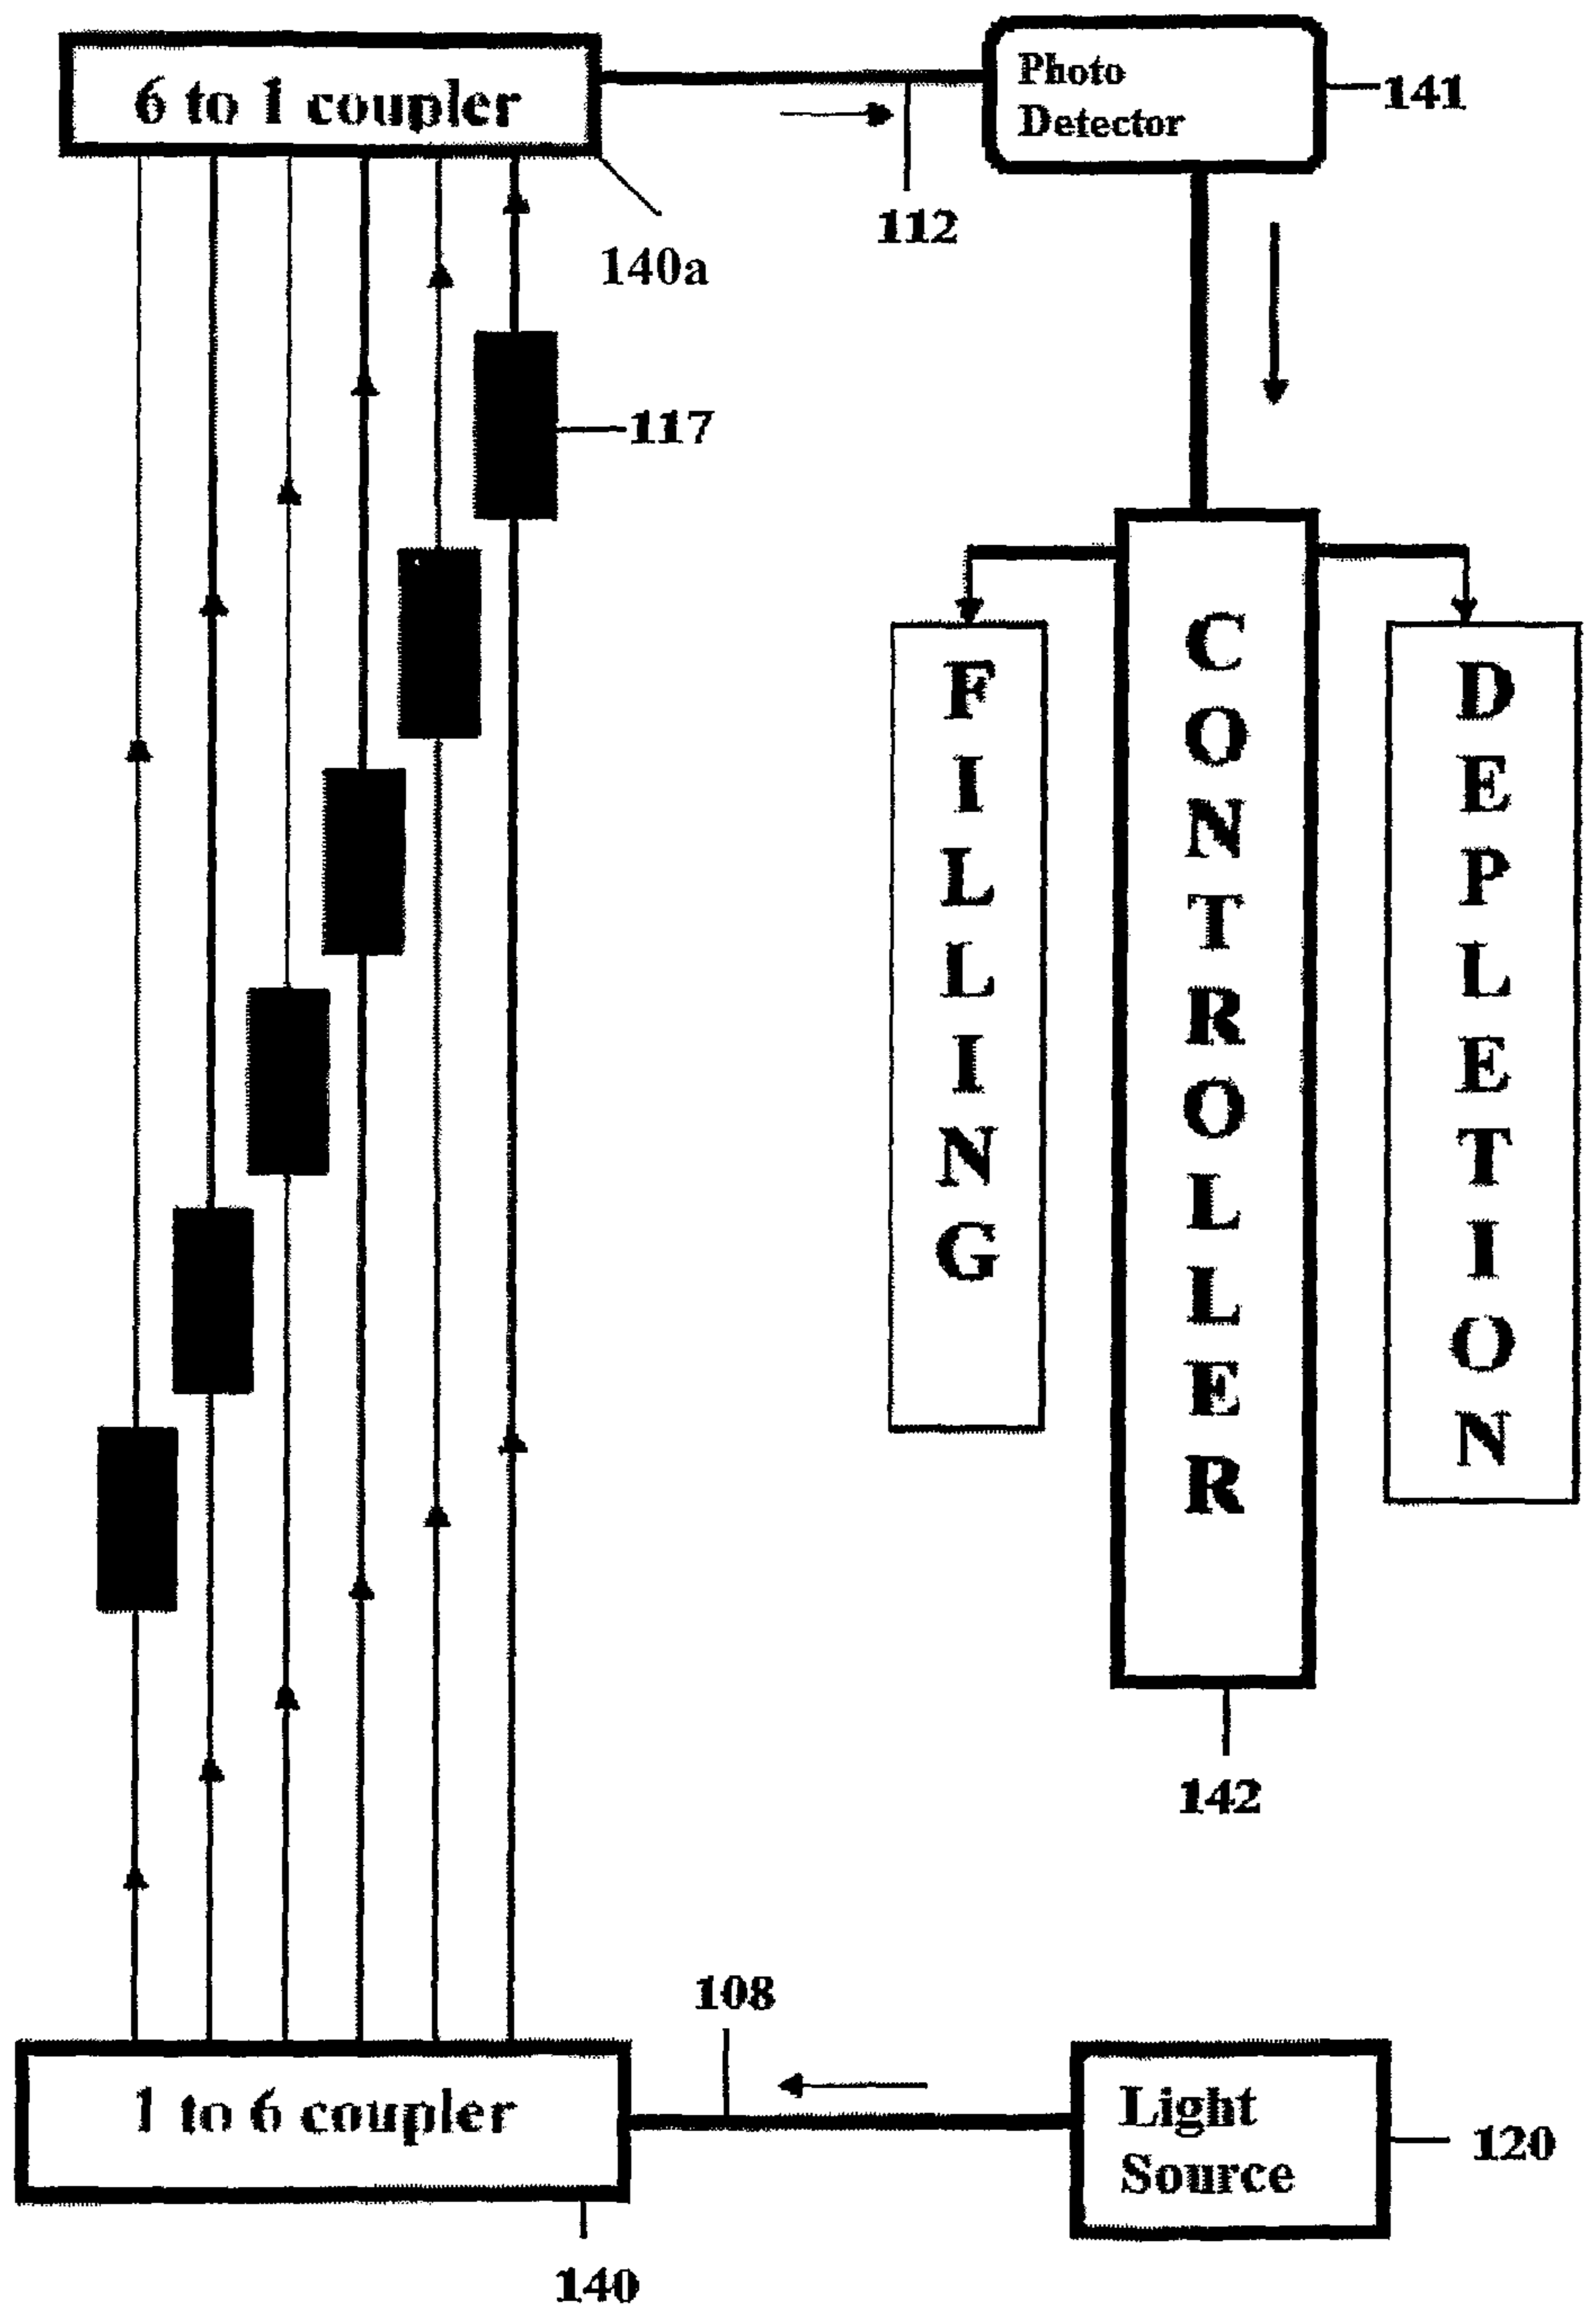 6 to 1 coupler
Photo
Detector
141
112
140a
117
FILLING
CONTROLLER
DEPLETION
142
108
1 to 6 coupler
Light
Source
120
140